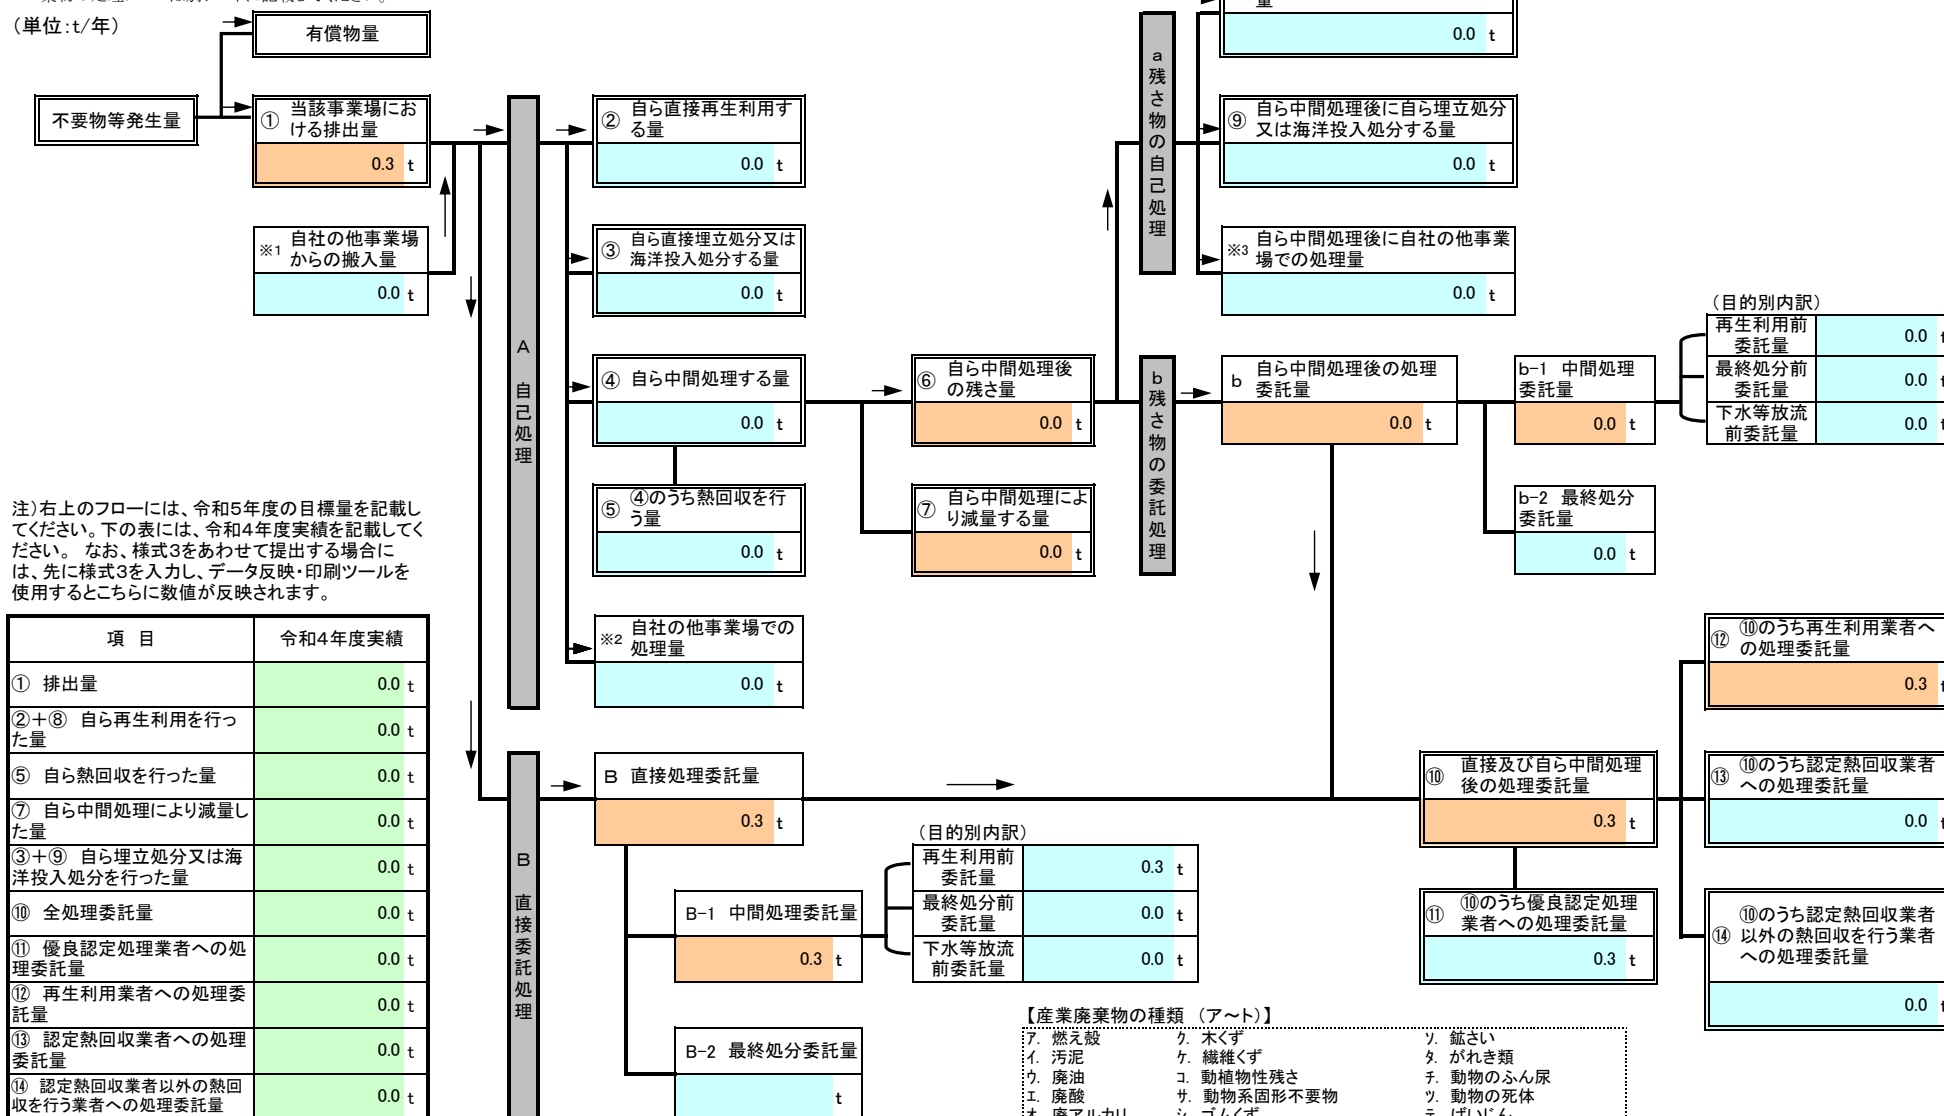 (単位:t/年)
有償物量
量
0.0 t
不要物等発生量
① 当該事業場にお
ける排出量
0.3 t
② 自ら直接再生利用す
る量
0.0 t
⑨ 自ら中間処理後に自ら埋立処分
又は海洋投入処分する量
0.0 t
a 残さ物の自己処理
※1 自社の他事業場
からの搬入量
0.0 t
③ 自ら直接埋立処分又は
海洋投入処分する量
0.0 t
※3 自ら中間処理後に自社の他事業
場での処理量
0.0 t
A 自己処理
④ 自ら中間処理する量
0.0 t
⑥ 自ら中間処理後
の残さ量
0.0 t
b 残さ物の委託処理
b 自ら中間処理後の処理
委託量
0.0 t
b-1 中間処理
委託量
0.0 t
(目的別内訳)
再生利用前
委託量
0.0 t
最終処分前
委託量
0.0 t
下水等放流
前委託量
0.0 t
⑤ ④のうち熱回収を行
う量
0.0 t
⑦ 自ら中間処理によ
り減量する量
0.0 t
b-2 最終処分
委託量
0.0 t
注)右上のフローには、令和5年度の目標量を記載し
てください。下の表には、令和4年度実績を記載してく
ださい。 なお、様式3をあわせて提出する場合に
は、先に様式3を入力し、データ反映・印刷ツールを
使用するとこちらに数値が反映されます。
※2 自社の他事業場での
処理量
0.0 t
項 目 令和4年度実績
① 排出量 0.0 t
②+⑧ 自ら再生利用を行っ
た量 0.0 t
⑤ 自ら熱回収を行った量 0.0 t
⑦ 自ら中間処理により減量し
た量 0.0 t
③+⑨ 自ら埋立処分又は海
洋投入処分を行った量 0.0 t
⑩ 全処理委託量 0.0 t
⑪ 優良認定処理業者への処
理委託量 0.0 t
⑫ 再生利用業者への処理委
託量 0.0 t
⑬ 認定熱回収業者への処理
委託量 0.0 t
⑭ 認定熱回収業者以外の熱回
収を行う業者への処理委託量 0.0 t
B 直接委託処理
B 直接処理委託量
0.3 t
(目的別内訳)
再生利用前
委託量
0.3 t
最終処分前
委託量
0.0 t
下水等放流
前委託量
0.0 t
B-1 中間処理委託量
0.3 t
B-2 最終処分委託量
t
⑩ 直接及び自ら中間処理
後の処理委託量
0.3 t
⑪ ⑩のうち優良認定処理
業者への処理委託量
0.3 t
⑫ ⑩のうち再生利用業者へ
の処理委託量
0.3 t
⑬ ⑩のうち認定熱回収業者
への処理委託量
0.0 t
⑭ ⑩のうち認定熱回収業者
以外の熱回収を行う業者
への処理委託量
0.0 t
【産業廃棄物の種類 (ア~ト)】
ア. 燃え殻 ク. 木くず ソ. 鉱さい
イ. 汚泥 ケ. 繊維くず タ. がれき類
ウ. 廃油 コ. 動植物性残さ チ. 動物のふん尿
エ. 廃酸 サ. 動物系固形不要物 ツ. 動物の死体
オ. 廃アルカリ シ. ゴムくず テ. ばいじん